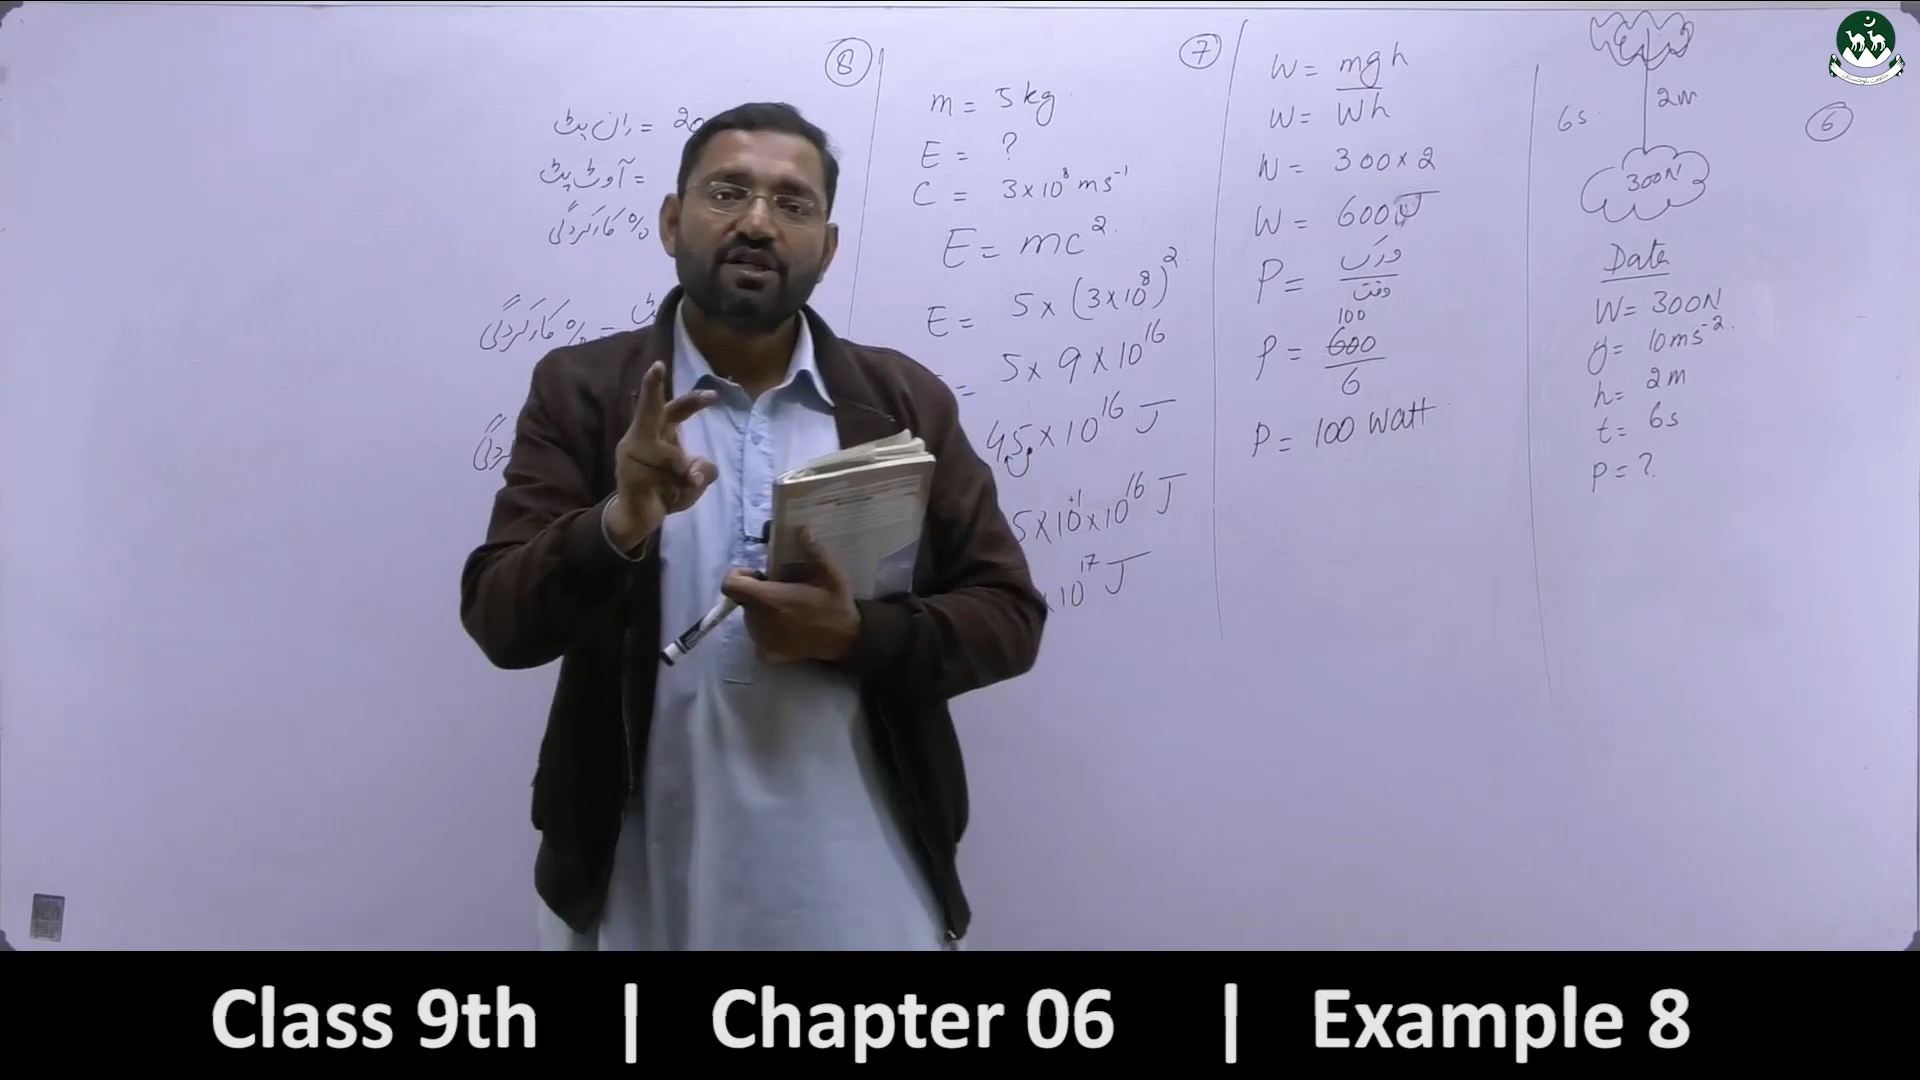 6
6s
2m
300N
Data
W = 300N
g = 10ms⁻²
h = 2m
t = 6s
P = ?
7
W = mgh
W = Wh
W = 300 × 2
W = 600 J
P = ورک
وقت
100
P = 600
6
P = 100 Watt
8
m = 5 kg
E = ?
C = 3×10⁸ ms⁻¹
E = mc²
E = 5 × (3×10⁸)²
= 5 × 9 × 10¹⁶
45 × 10¹⁶ J
5×10⁺¹×10¹⁶ J
×10¹⁷ J
ان پٹ = 20
آوٹ پٹ =
% کارکردگی
% کارکردگی =
Class 9th | Chapter 06 | Example 8